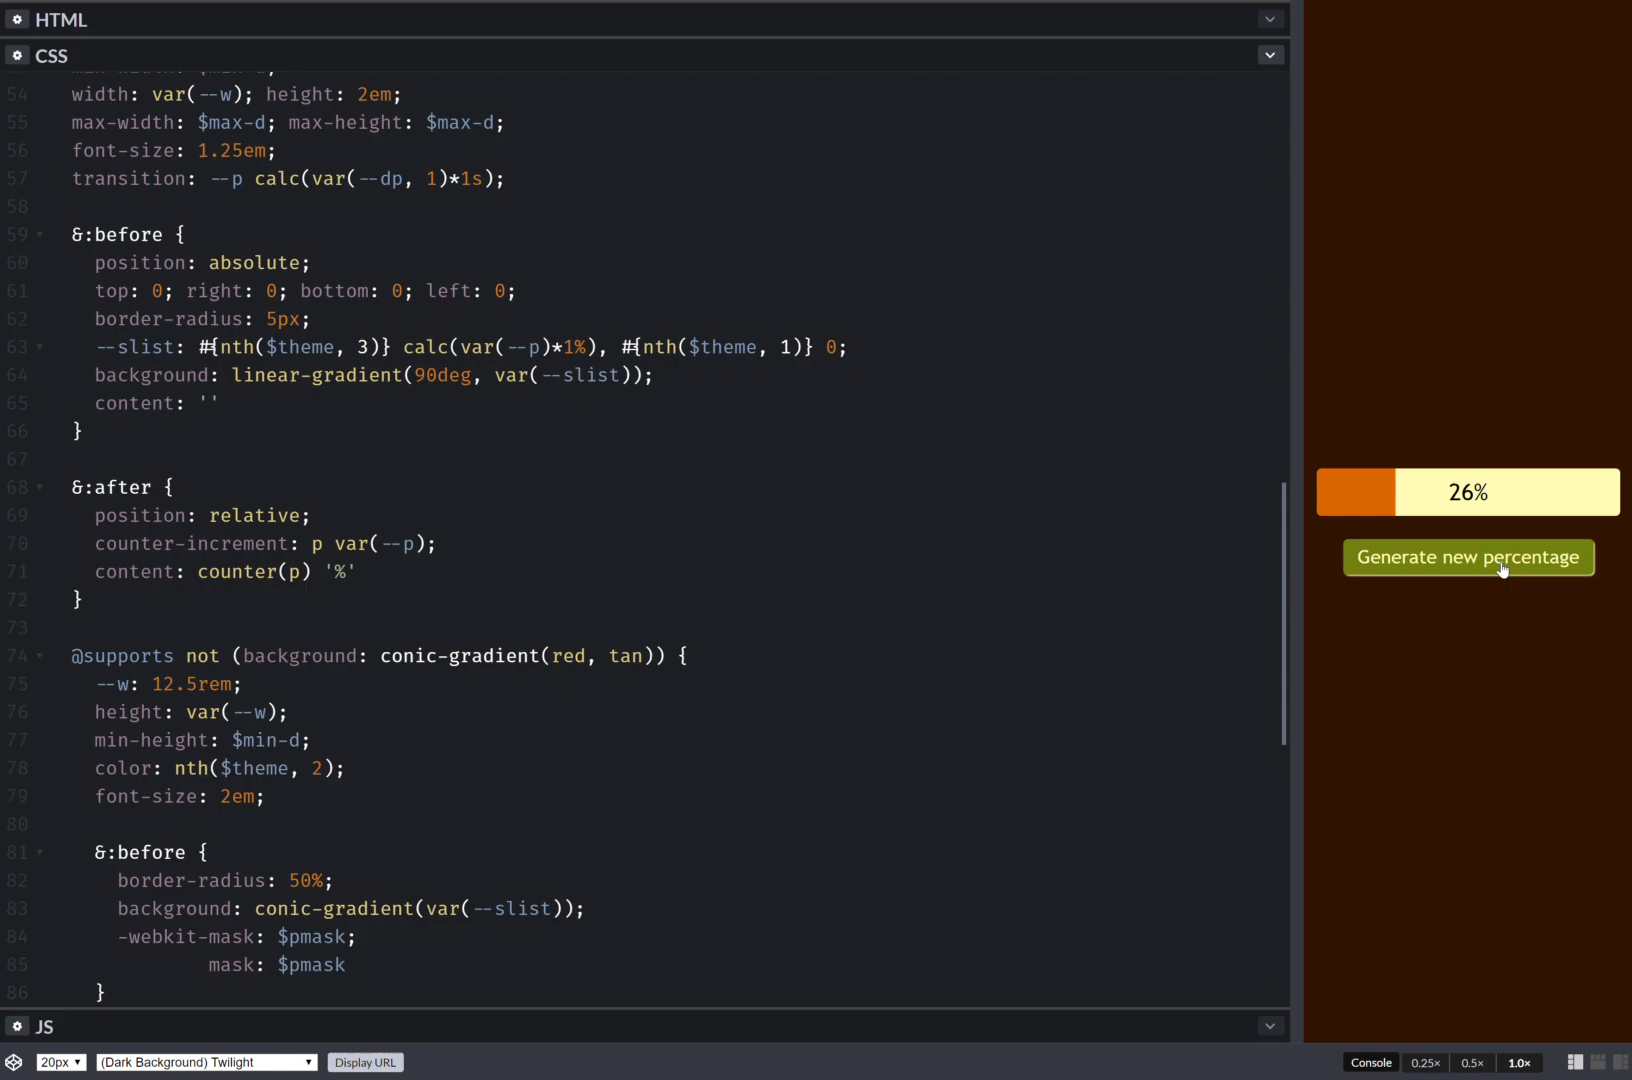 HTML
CSS
54 width: var(--w); height: 2em;
55 max-width: $max-d; max-height: $max-d;
56 font-size: 1.25em;
57 transition: --p calc(var(--dp, 1)*1s);
58
59 &:before {
60 position: absolute;
61 top: 0; right: 0; bottom: 0; left: 0;
62 border-radius: 5px;
63 --slist: #{nth($theme, 3)} calc(var(--p)*1%), #{nth($theme, 1)} 0;
64 background: linear-gradient(90deg, var(--slist));
65 content: ''
66 }
67
68 &:after {
69 position: relative;
70 counter-increment: p var(--p);
71 content: counter(p) '%'
72 }
73
74 @supports not (background: conic-gradient(red, tan)) {
75 --w: 12.5rem;
76 height: var(--w);
77 min-height: $min-d;
78 color: nth($theme, 2);
79 font-size: 2em;
80
81 &:before {
82 border-radius: 50%;
83 background: conic-gradient(var(--slist));
84 -webkit-mask: $pmask;
85 mask: $pmask
86 }
JS
26%
Generate new percentage
20px (Dark Background) Twilight Display URL Console 0.25× 0.5× 1.0×